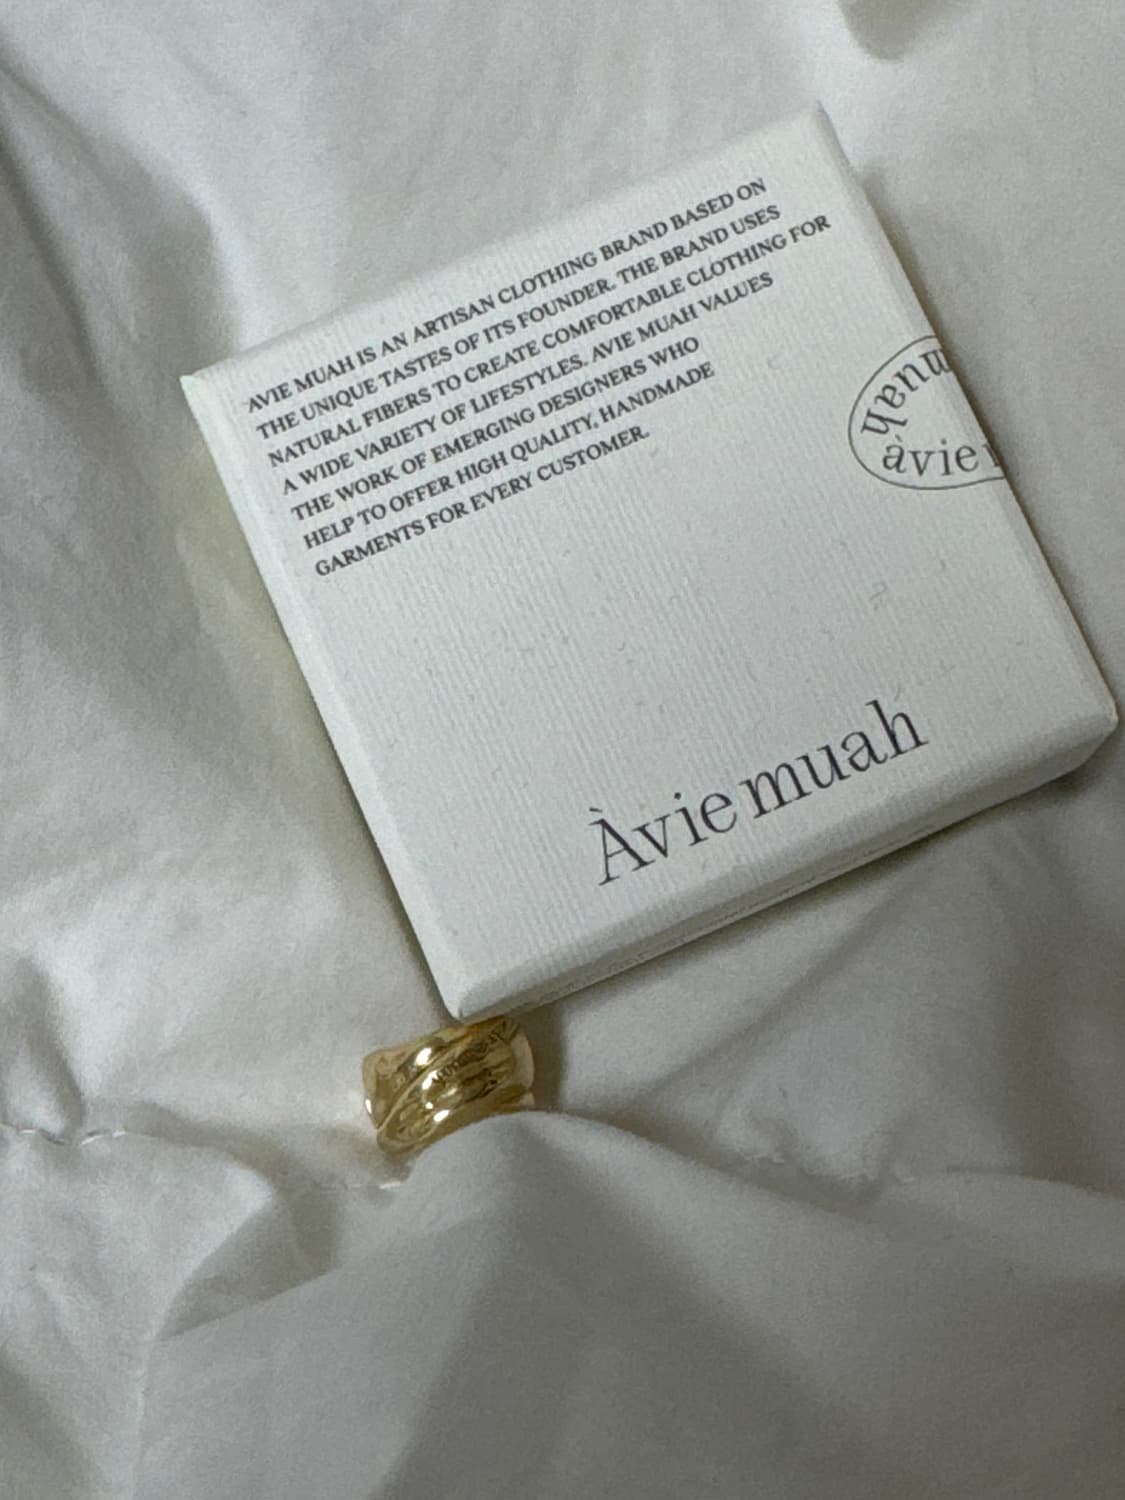 AVIE MUAH IS AN ARTISAN CLOTHING BRAND BASED ON
THE UNIQUE TASTES OF ITS FOUNDER. THE BRAND USES
NATURAL FIBERS TO CREATE COMFORTABLE CLOTHING FOR
A WIDE VARIETY OF LIFESTYLES. AVIE MUAH VALUES
THE WORK OF EMERGING DESIGNERS WHO
HELP TO OFFER HIGH QUALITY, HANDMADE
GARMENTS FOR EVERY CUSTOMER.
muah
àvie
Àvie muah